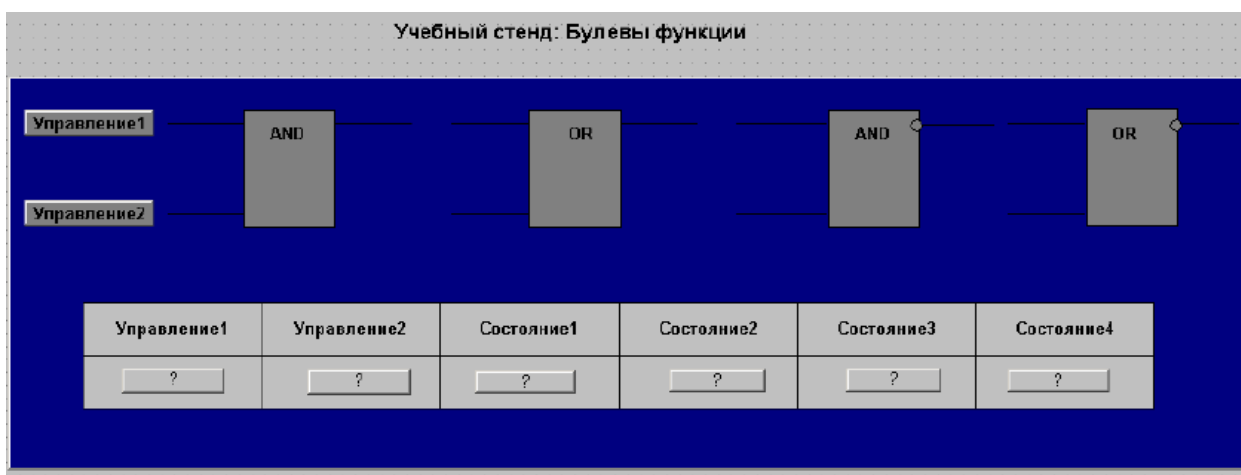 Учебный стенд: Булевы функции
Управление1
AND
OR
AND
OR
Управление2
Управление1 Управление2 Состояние1 Состояние2 Состояние3 Состояние4
? ? ? ? ? ?